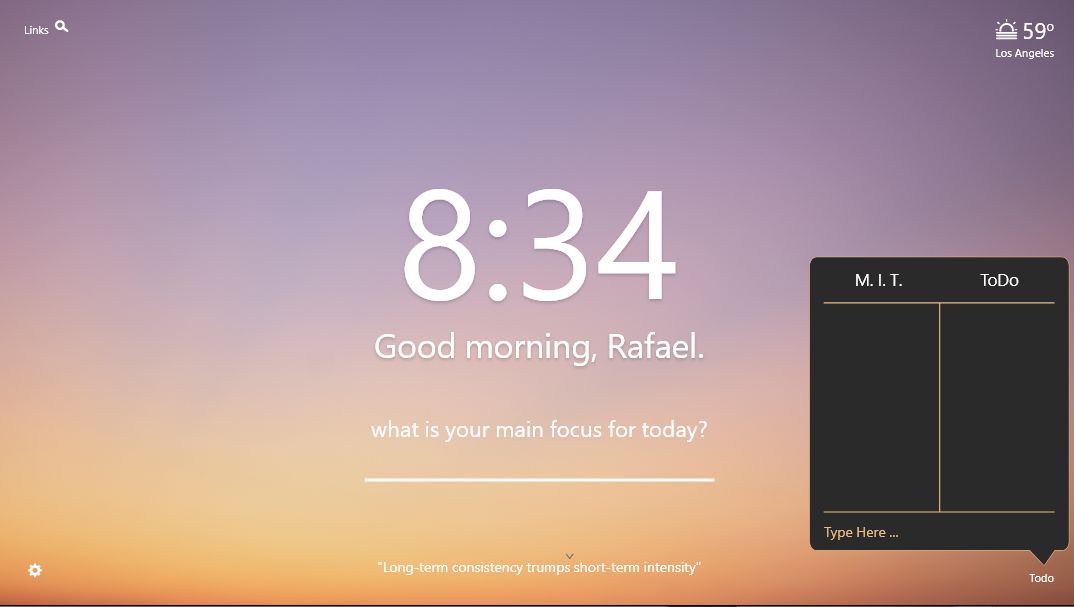 Links
59º
Los Angeles
8:34
Good morning, Rafael.
what is your main focus for today?
M. I. T. ToDo
Type Here ...
"Long-term consistency trumps short-term intensity"
Todo